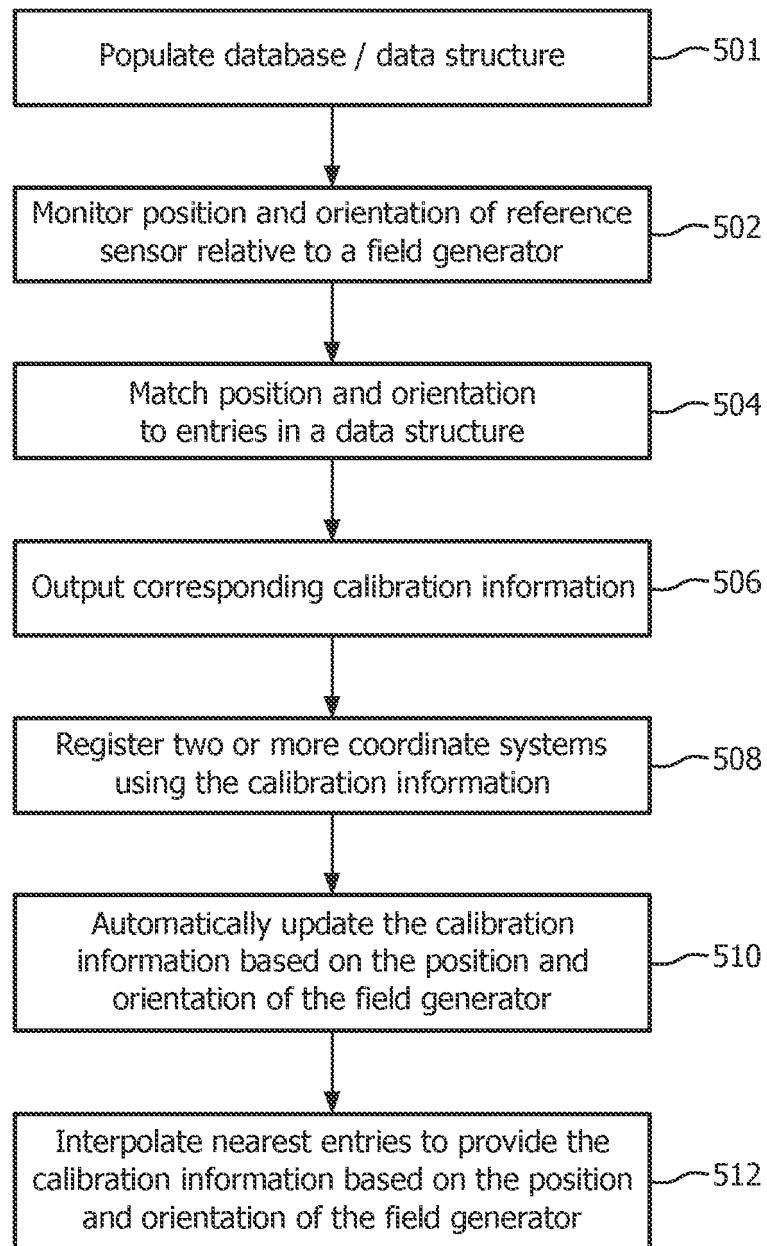 Populate database / data structure
501
Monitor position and orientation of reference
sensor relative to a field generator
502
Match position and orientation
to entries in a data structure
504
Output corresponding calibration information
506
Register two or more coordinate systems
using the calibration information
508
Automatically update the calibration
information based on the position and
orientation of the field generator
510
Interpolate nearest entries to provide the
calibration information based on the position
and orientation of the field generator
512